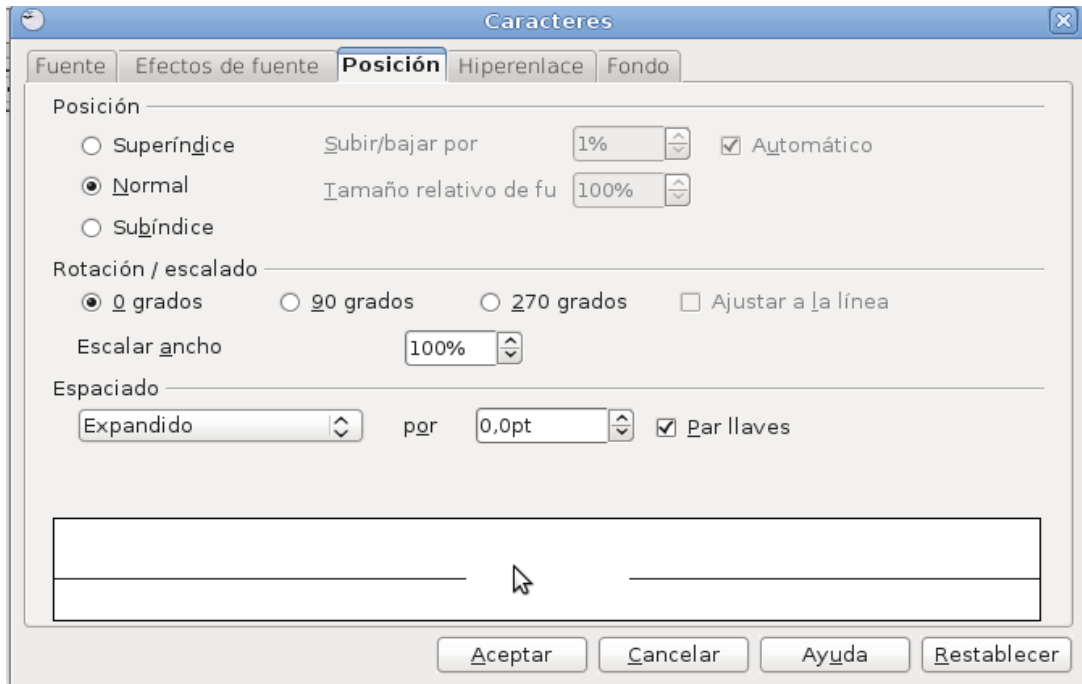 Caracteres
Fuente Efectos de fuente Posición Hiperenlace Fondo
Posición
Superíndice Subir/bajar por 1% Automático
Normal Tamaño relativo de fu 100%
Subíndice
Rotación / escalado
0 grados 90 grados 270 grados Ajustar a la línea
Escalar ancho 100%
Espaciado
Expandido por 0,0pt Par llaves
Aceptar Cancelar Ayuda Restablecer